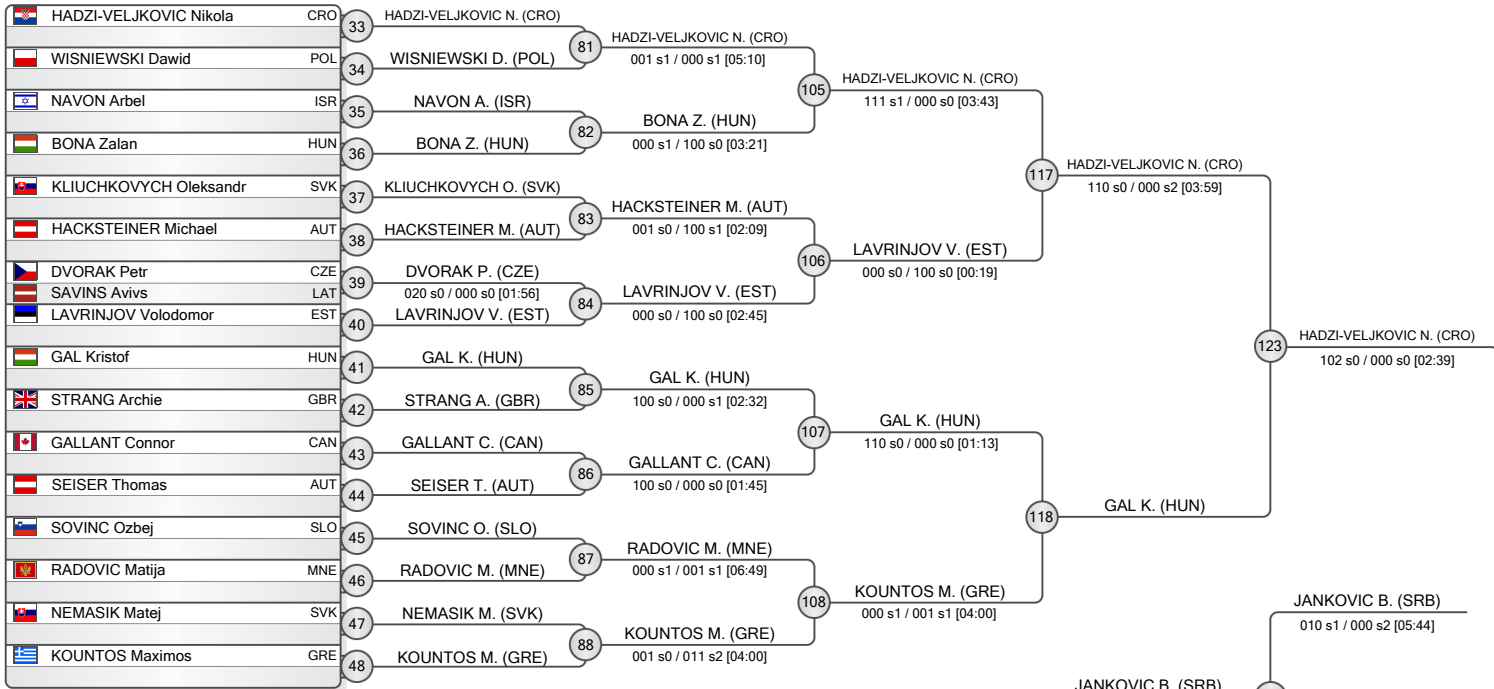 HADZI-VELJKOVIC Nikola CRO
WISNIEWSKI Dawid POL
NAVON Arbel ISR
BONA Zalan HUN
KLIUCHKOVYCH Oleksandr SVK
HACKSTEINER Michael AUT
DVORAK Petr CZE
SAVINS Avivs LAT
LAVRINJOV Volodomor EST
GAL Kristof HUN
STRANG Archie GBR
GALLANT Connor CAN
SEISER Thomas AUT
SOVINC Ozbej SLO
RADOVIC Matija MNE
NEMASIK Matej SVK
KOUNTOS Maximos GRE
33
34
35
36
37
38
39
40
41
42
43
44
45
46
47
48
HADZI-VELJKOVIC N. (CRO)
WISNIEWSKI D. (POL)
NAVON A. (ISR)
BONA Z. (HUN)
KLIUCHKOVYCH O. (SVK)
HACKSTEINER M. (AUT)
DVORAK P. (CZE)
020 s0 / 000 s0 [01:56]
LAVRINJOV V. (EST)
GAL K. (HUN)
STRANG A. (GBR)
GALLANT C. (CAN)
SEISER T. (AUT)
SOVINC O. (SLO)
RADOVIC M. (MNE)
NEMASIK M. (SVK)
KOUNTOS M. (GRE)
81
82
83
84
85
86
87
88
HADZI-VELJKOVIC N. (CRO)
001 s1 / 000 s1 [05:10]
BONA Z. (HUN)
000 s1 / 100 s0 [03:21]
HACKSTEINER M. (AUT)
001 s0 / 100 s1 [02:09]
LAVRINJOV V. (EST)
000 s0 / 100 s0 [02:45]
GAL K. (HUN)
100 s0 / 000 s1 [02:32]
GALLANT C. (CAN)
100 s0 / 000 s0 [01:45]
RADOVIC M. (MNE)
000 s1 / 001 s1 [06:49]
KOUNTOS M. (GRE)
001 s0 / 011 s2 [04:00]
105
106
107
108
HADZI-VELJKOVIC N. (CRO)
111 s1 / 000 s0 [03:43]
LAVRINJOV V. (EST)
000 s0 / 100 s0 [00:19]
GAL K. (HUN)
110 s0 / 000 s0 [01:13]
KOUNTOS M. (GRE)
000 s1 / 001 s1 [04:00]
117
118
HADZI-VELJKOVIC N. (CRO)
110 s0 / 000 s2 [03:59]
GAL K. (HUN)
123
HADZI-VELJKOVIC N. (CRO)
102 s0 / 000 s0 [02:39]
JANKOVIC B. (SRB)
010 s1 / 000 s2 [05:44]
JANKOVIC B. (SRB)